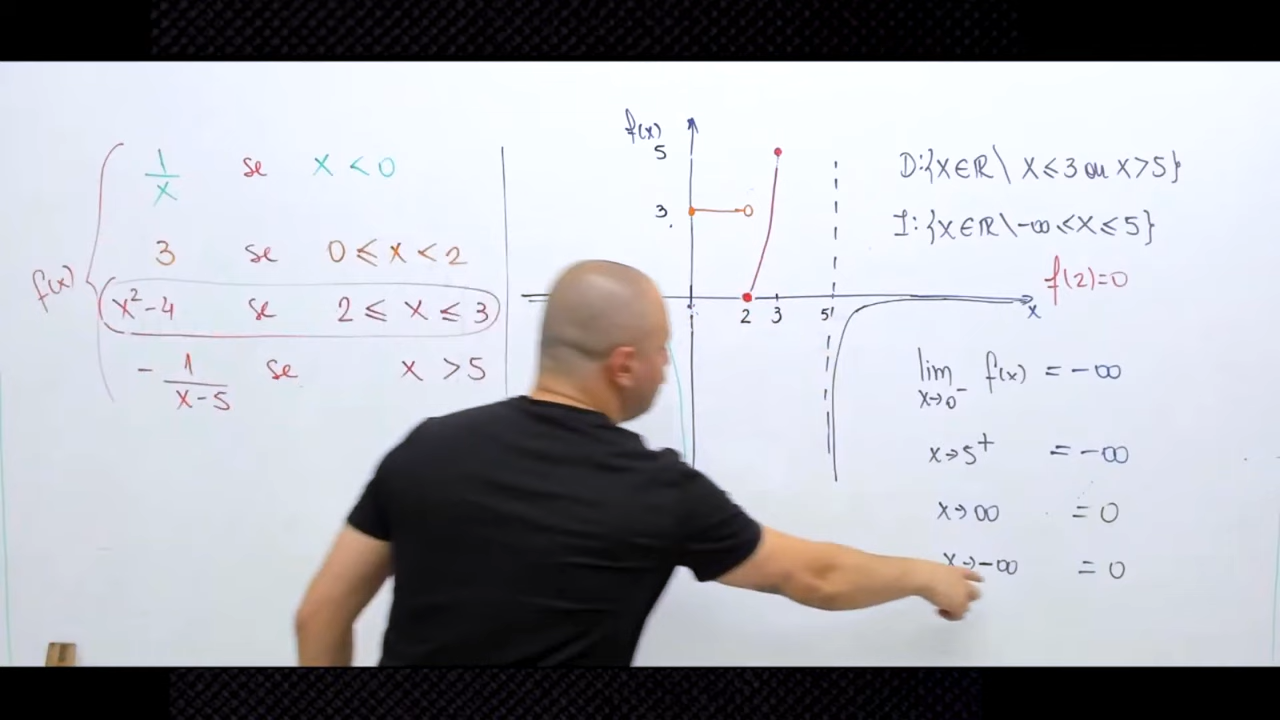 f(x) {
1/x se x < 0
3 se 0 ≤ x < 2
x²-4 se 2 ≤ x ≤ 3
- 1/(x-5) se x > 5
f(x)
5
3
2 3 5
x
D:{x∈ℝ \ x ≤ 3 ou x > 5}
I:{x∈ℝ \ -∞ < x ≤ 5}
f(2)=0
lim x→0⁻ f(x) = -∞
x→5⁺ = -∞
x→∞ = 0
x→-∞ = 0